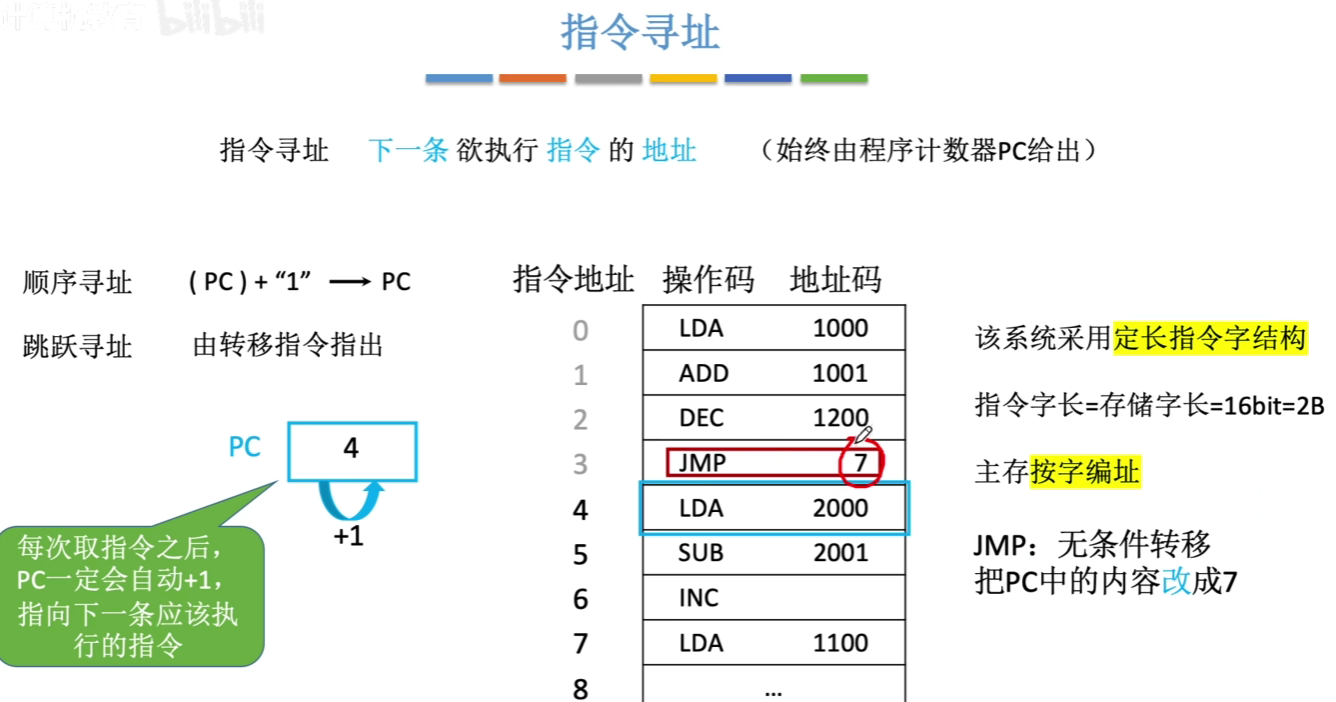 bilibili
指令寻址
指令寻址 下一条 欲执行 指令 的 地址 （始终由程序计数器PC给出）
顺序寻址 ( PC ) + “1” ⟶ PC
跳跃寻址 由转移指令指出
PC 4
+1
每次取指令之后，
PC一定会自动+1，
指向下一条应该执
行的指令
指令地址 操作码 地址码
0 LDA 1000
1 ADD 1001
2 DEC 1200
3 JMP 7
4 LDA 2000
5 SUB 2001
6 INC
7 LDA 1100
8 ...
该系统采用定长指令字结构
指令字长=存储字长=16bit=2B
主存按字编址
JMP：无条件转移
把PC中的内容改成7